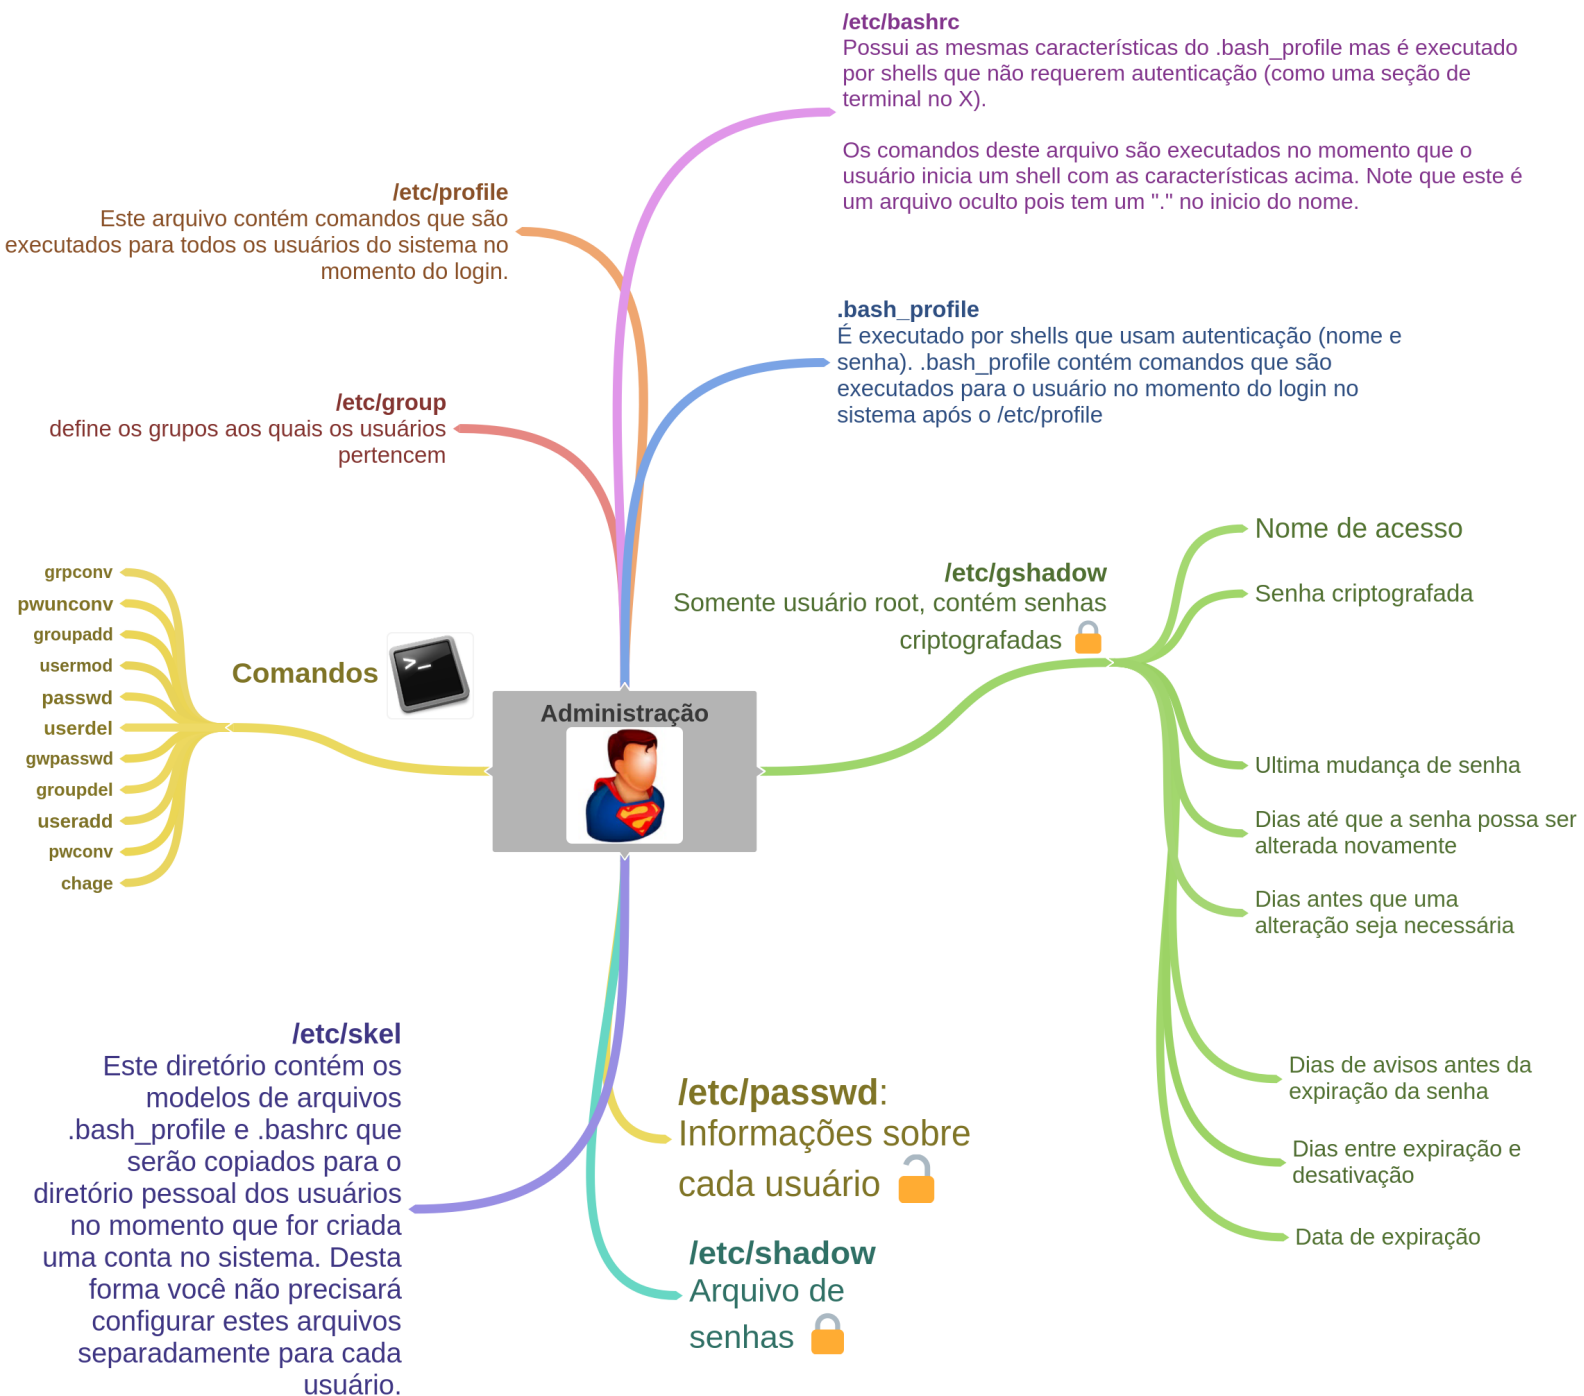 /etc/bashrc
Possui as mesmas características do .bash_profile mas é executado
por shells que não requerem autenticação (como uma seção de
terminal no X).
Os comandos deste arquivo são executados no momento que o
usuário inicia um shell com as características acima. Note que este é
um arquivo oculto pois tem um "." no inicio do nome.
/etc/profile
Este arquivo contém comandos que são
executados para todos os usuários do sistema no
momento do login.
.bash_profile
É executado por shells que usam autenticação (nome e
senha). .bash_profile contém comandos que são
executados para o usuário no momento do login no
sistema após o /etc/profile
/etc/group
define os grupos aos quais os usuários
pertencem
/etc/gshadow
Somente usuário root, contém senhas
criptografadas
Nome de acesso
Senha criptografada
Ultima mudança de senha
Dias até que a senha possa ser
alterada novamente
Dias antes que uma
alteração seja necessária
Dias de avisos antes da
expiração da senha
Dias entre expiração e
desativação
Data de expiração
Comandos
>_
grpconv
pwunconv
groupadd
usermod
passwd
userdel
gwpasswd
groupdel
useradd
pwconv
chage
Administração
/etc/skel
Este diretório contém os
modelos de arquivos
.bash_profile e .bashrc que
serão copiados para o
diretório pessoal dos usuários
no momento que for criada
uma conta no sistema. Desta
forma você não precisará
configurar estes arquivos
separadamente para cada
usuário.
/etc/passwd:
Informações sobre
cada usuário
/etc/shadow
Arquivo de
senhas